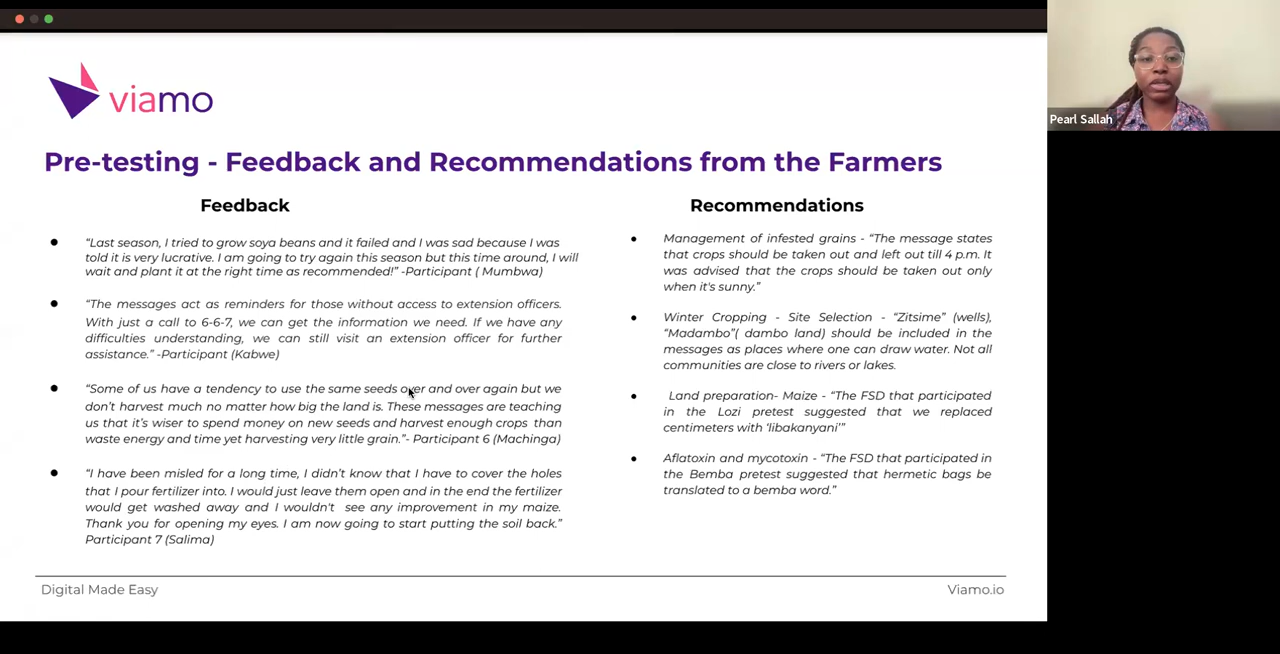 viamo
Pre-testing - Feedback and Recommendations from the Farmers
Feedback
“Last season, I tried to grow soya beans and it failed and I was sad because I was
told it is very lucrative. I am going to try again this season but this time around, I will
wait and plant it at the right time as recommended!” -Participant ( Mumbwa)
“The messages act as reminders for those without access to extension officers.
With just a call to 6-6-7, we can get the information we need. If we have any
difficulties understanding, we can still visit an extension officer for further
assistance.” -Participant (Kabwe)
“Some of us have a tendency to use the same seeds over and over again but we
don’t harvest much no matter how big the land is. These messages are teaching
us that it’s wiser to spend money on new seeds and harvest enough crops than
waste energy and time yet harvesting very little grain.”- Participant 6 (Machinga)
“I have been misled for a long time, I didn’t know that I have to cover the holes
that I pour fertilizer into. I would just leave them open and in the end the fertilizer
would get washed away and I wouldn't see any improvement in my maize.
Thank you for opening my eyes. I am now going to start putting the soil back.”
Participant 7 (Salima)
Recommendations
Management of infested grains - “The message states
that crops should be taken out and left out till 4 p.m. It
was advised that the crops should be taken out only
when it's sunny.”
Winter Cropping - Site Selection - “Zitsime” (wells),
“Madambo”( dambo land) should be included in the
messages as places where one can draw water. Not all
communities are close to rivers or lakes.
Land preparation- Maize - “The FSD that participated
in the Lozi pretest suggested that we replaced
centimeters with ‘libakanyani’”
Aflatoxin and mycotoxin - “The FSD that participated in
the Bemba pretest suggested that hermetic bags be
translated to a bemba word.”
Digital Made Easy
Viamo.io
Pearl Sallah